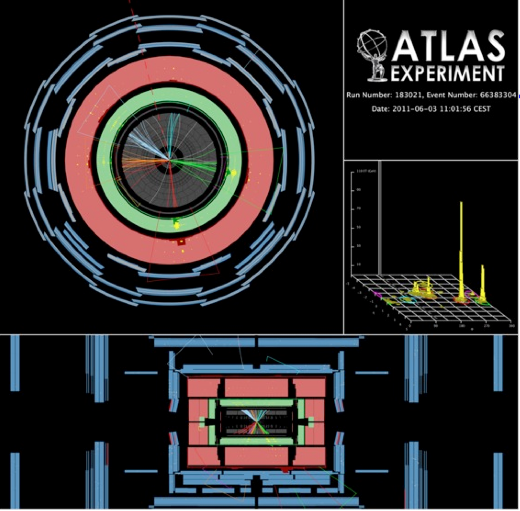 ATLAS
EXPERIMENT
Run Number: 183021, Event Number: 66383304
Date: 2011-06-03 11:01:56 CEST